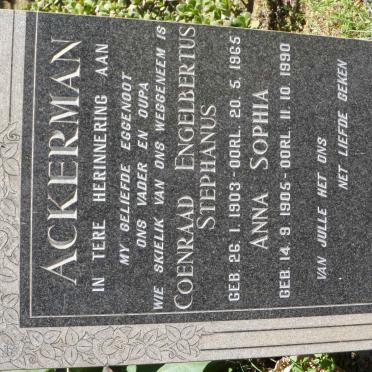 ACKERMAN
IN TERE HERINNERING AAN
MY GELIEFDE EGGENOOT
ONS VADER EN OUPA
WIE SKIELIK VAN ONS WEGGENEEM IS
COENRAAD ENGELBERTUS
STEPHANUS
GEB. 26. 1. 1903 - OORL. 20. 5. 1965
ANNA SOPHIA
GEB. 14. 9. 1905 - OORL. 11. 10. 1990
VAN JULLE HET ONS
NET LIEFDE GEKEN